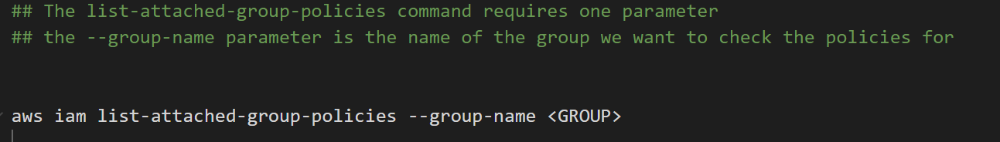 ## The list-attached-group-policies command requires one parameter
## the --group-name parameter is the name of the group we want to check the policies for
aws iam list-attached-group-policies --group-name <GROUP>